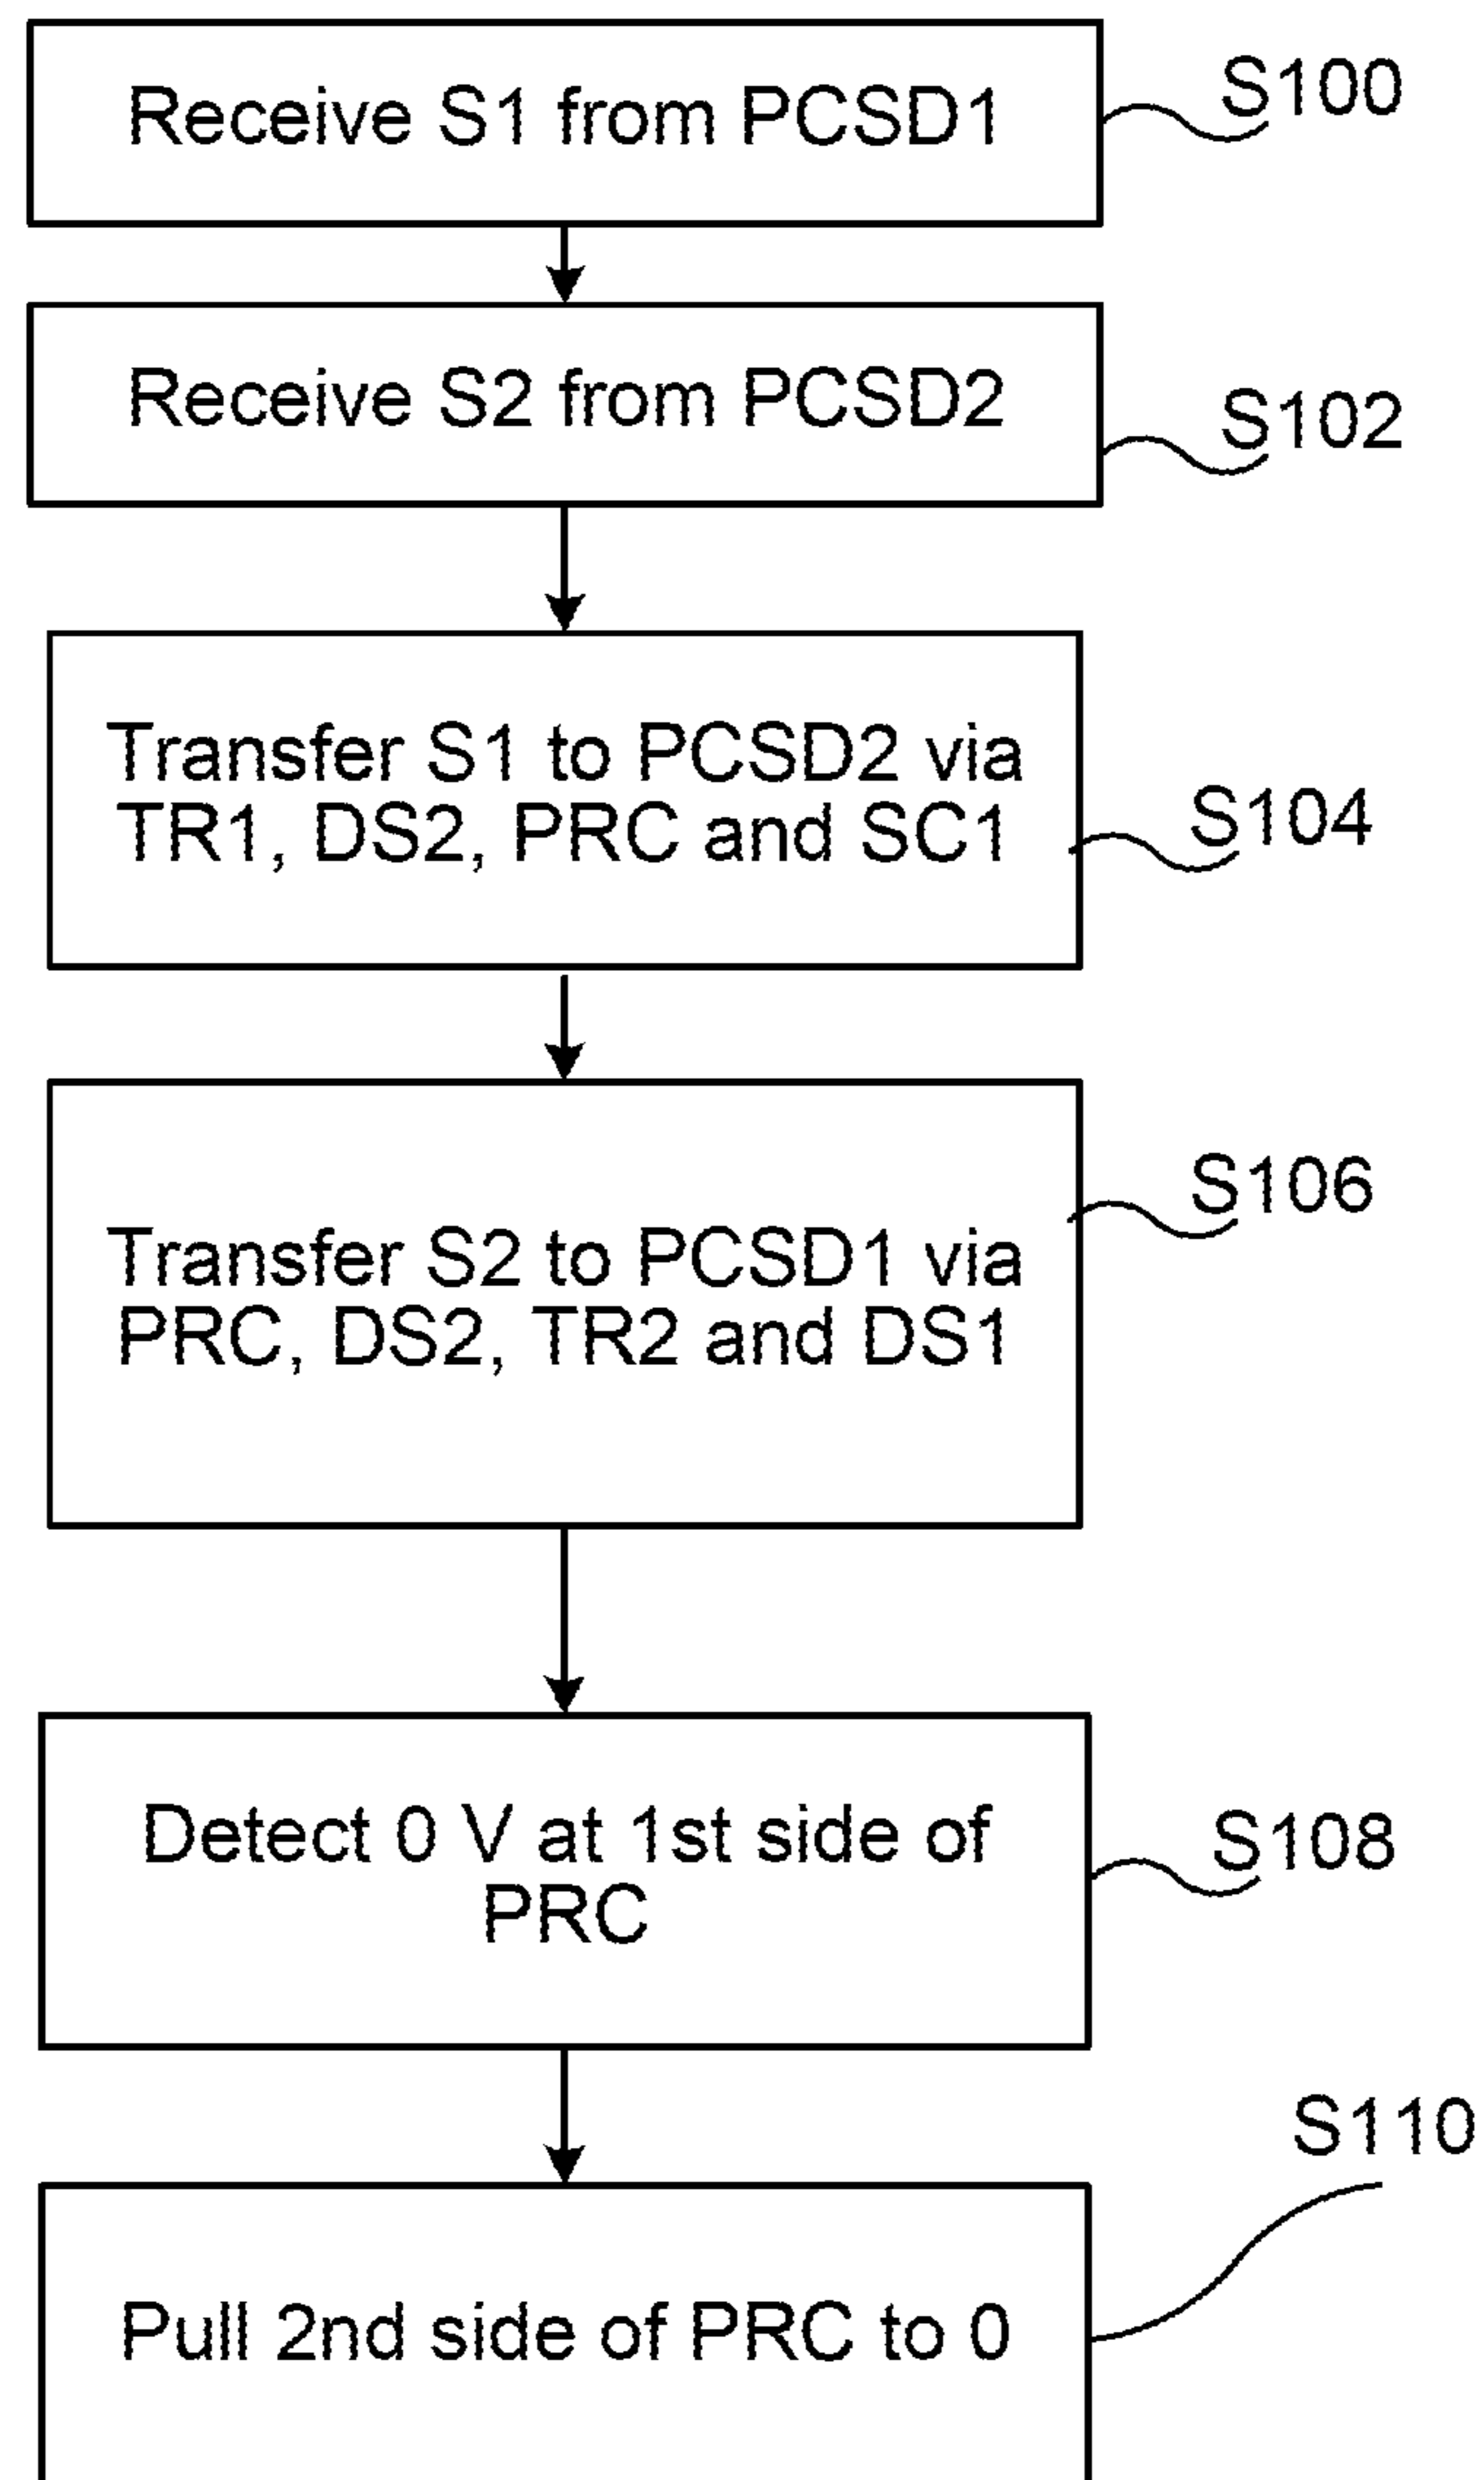 Receive S1 from PCSD1
S100
Receive S2 from PCSD2
S102
Transfer S1 to PCSD2 via
TR1, DS2, PRC and SC1
S104
Transfer S2 to PCSD1 via
PRC, DS2, TR2 and DS1
S106
Detect 0 V at 1st side of
PRC
S108
Pull 2nd side of PRC to 0
S110